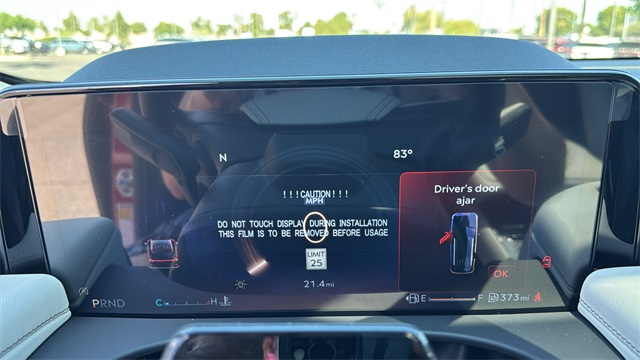 N
83°
!!!CAUTION!!!
MPH
DO NOT TOUCH DISPLAY DURING INSTALLATION
THIS FILM IS TO BE REMOVED BEFORE USAGE
LIMIT
25
21.4mi
Driver's door
ajar
OK
PRND
C H
E F 373mi